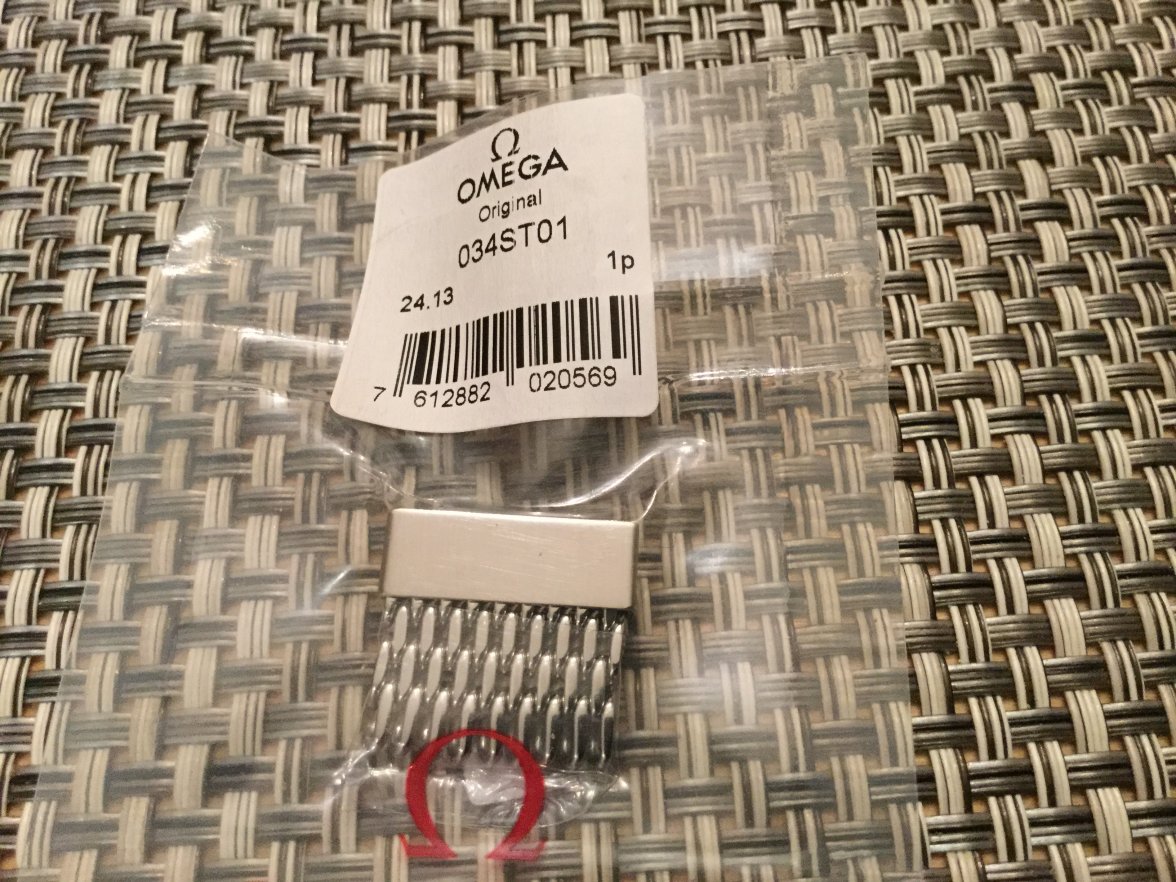 Ω
OMEGA
Original
034ST01
1p
24.13
7 612882 020569
Ω